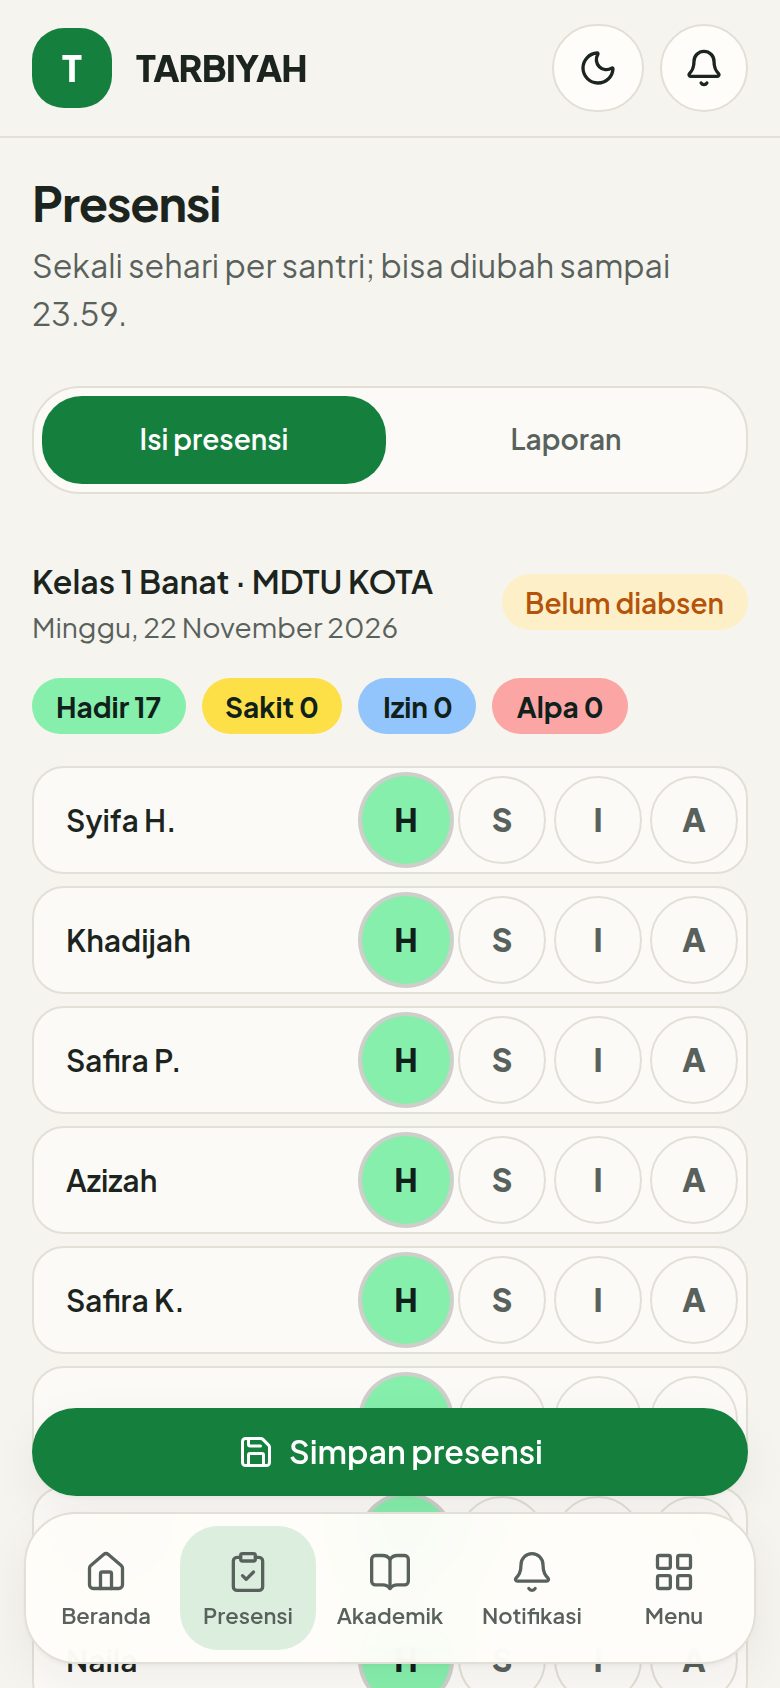 T TARBIYAH
Presensi
Sekali sehari per santri; bisa diubah sampai
23.59.
Isi presensi Laporan
Kelas 1 Banat · MDTU KOTA
Belum diabsen
Minggu, 22 November 2026
Hadir 17 Sakit 0 Izin 0 Alpa 0
Syifa H. H S I A
Khadijah H S I A
Safira P. H S I A
Azizah H S I A
Safira K. H S I A
Simpan presensi
Beranda Presensi Akademik Notifikasi Menu
Naila H S I A